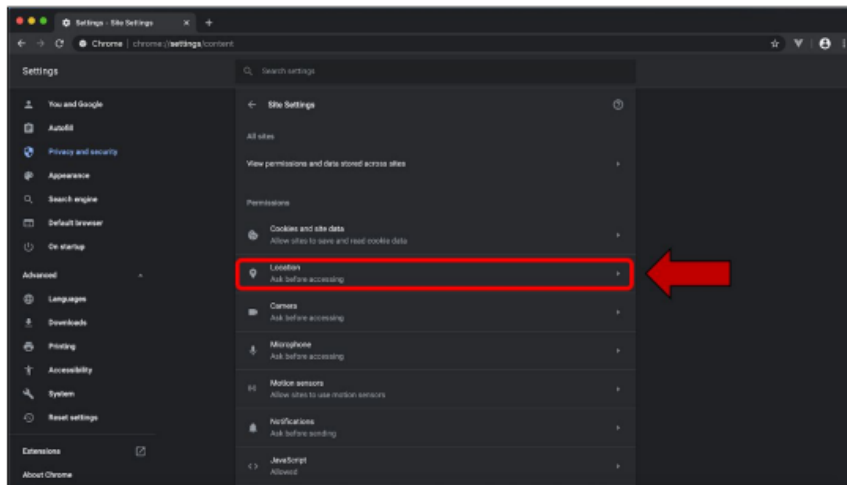 Settings - Site Settings
Chrome | chrome://settings/content
Settings
Search settings
You and Google
Autofill
Privacy and security
Appearance
Search engine
Default browser
On startup
Advanced
Languages
Downloads
Printing
Accessibility
System
Reset settings
Extensions
About Chrome
Site Settings
All sites
View permissions and data stored across sites
Permissions
Cookies and site data
Allow sites to save and read cookie data
Location
Ask before accessing
Camera
Ask before accessing
Microphone
Ask before accessing
Motion sensors
Allow sites to use motion sensors
Notifications
Ask before sending
JavaScript
Allowed